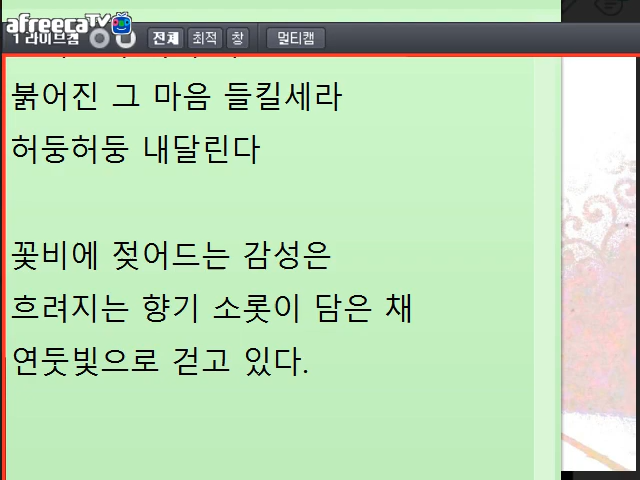 afreecaTV
1 라이브캠 전체 최적 창 멀티캠
붉어진 그 마음 들킬세라
허둥허둥 내달린다
꽃비에 젖어드는 감성은
흐려지는 향기 소롯이 담은 채
연둣빛으로 걷고 있다.